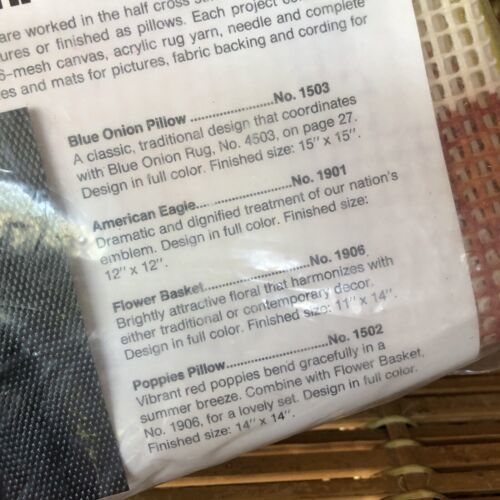 are worked in the half cross
ures or finished as pillows. Each project
-mesh canvas, acrylic rug yarn, needle and complete
es and mats for pictures, fabric backing and cording for
Blue Onion Pillow ........................No. 1503
A classic, traditional design that coordinates
with Blue Onion Rug, No. 4503, on page 27.
Design in full color. Finished size: 15" x 15".
American Eagle............................No. 1901
Dramatic and dignified treatment of our nation's
emblem. Design in full color. Finished size:
12" x 12".
Flower Basket..............................No. 1906
Brightly attractive floral that harmonizes with
either traditional or contemporary decor.
Design in full color. Finished size: 11" x 14".
Poppies Pillow.............................No. 1502
Vibrant red poppies bend gracefully in a
summer breeze. Combine with Flower Basket,
No. 1906, for a lovely set. Design in full color.
Finished size: 14" x 14".